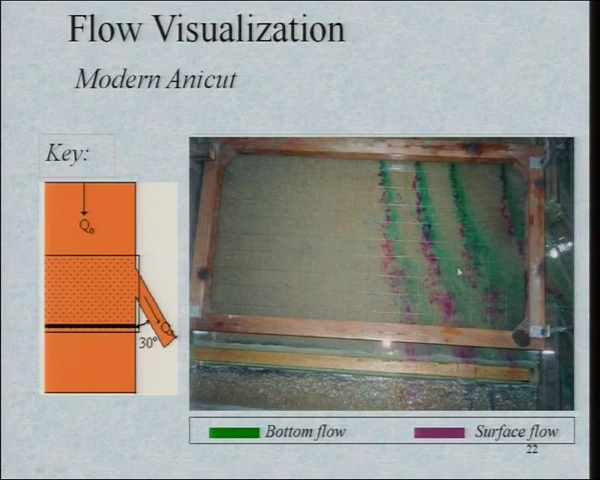 Flow Visualization
Modern Anicut
Key:
Q₀
30°
Bottom flow
Surface flow
22